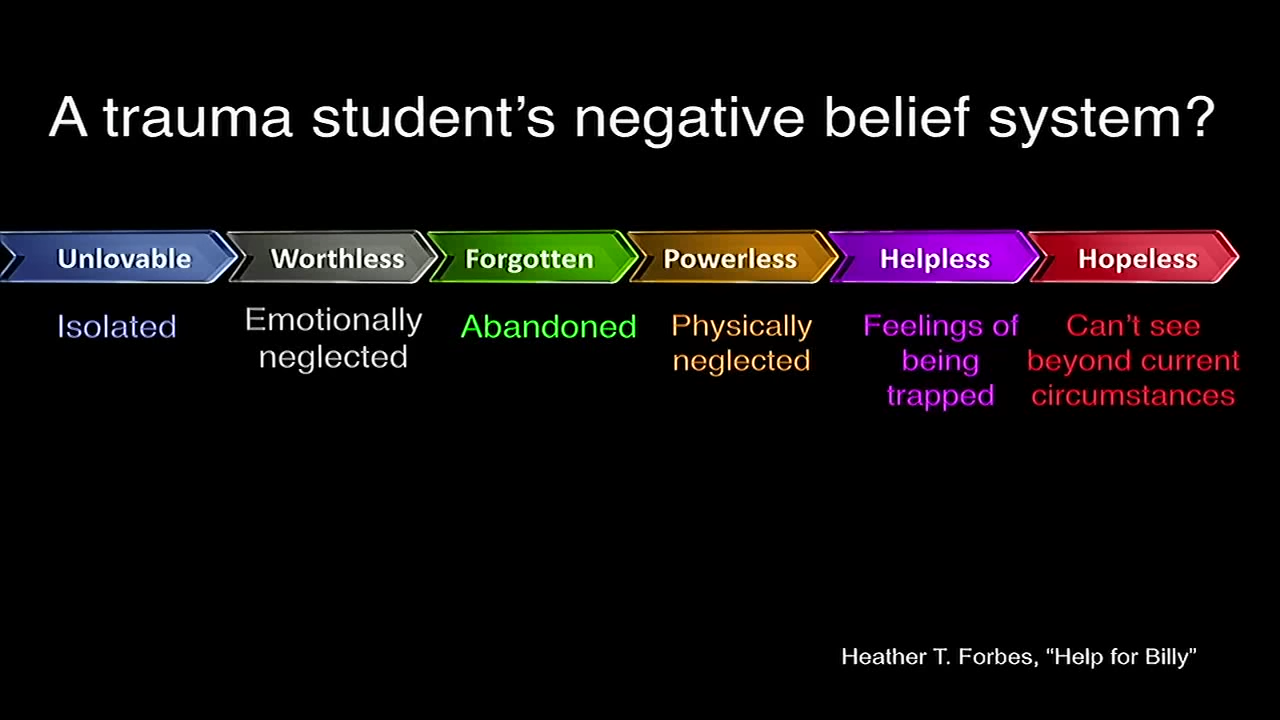 A trauma student’s negative belief system?
Unlovable
Worthless
Forgotten
Powerless
Helpless
Hopeless
Isolated
Emotionally
neglected
Abandoned
Physically
neglected
Feelings of
being
trapped
Can’t see
beyond current
circumstances
Heather T. Forbes, “Help for Billy”